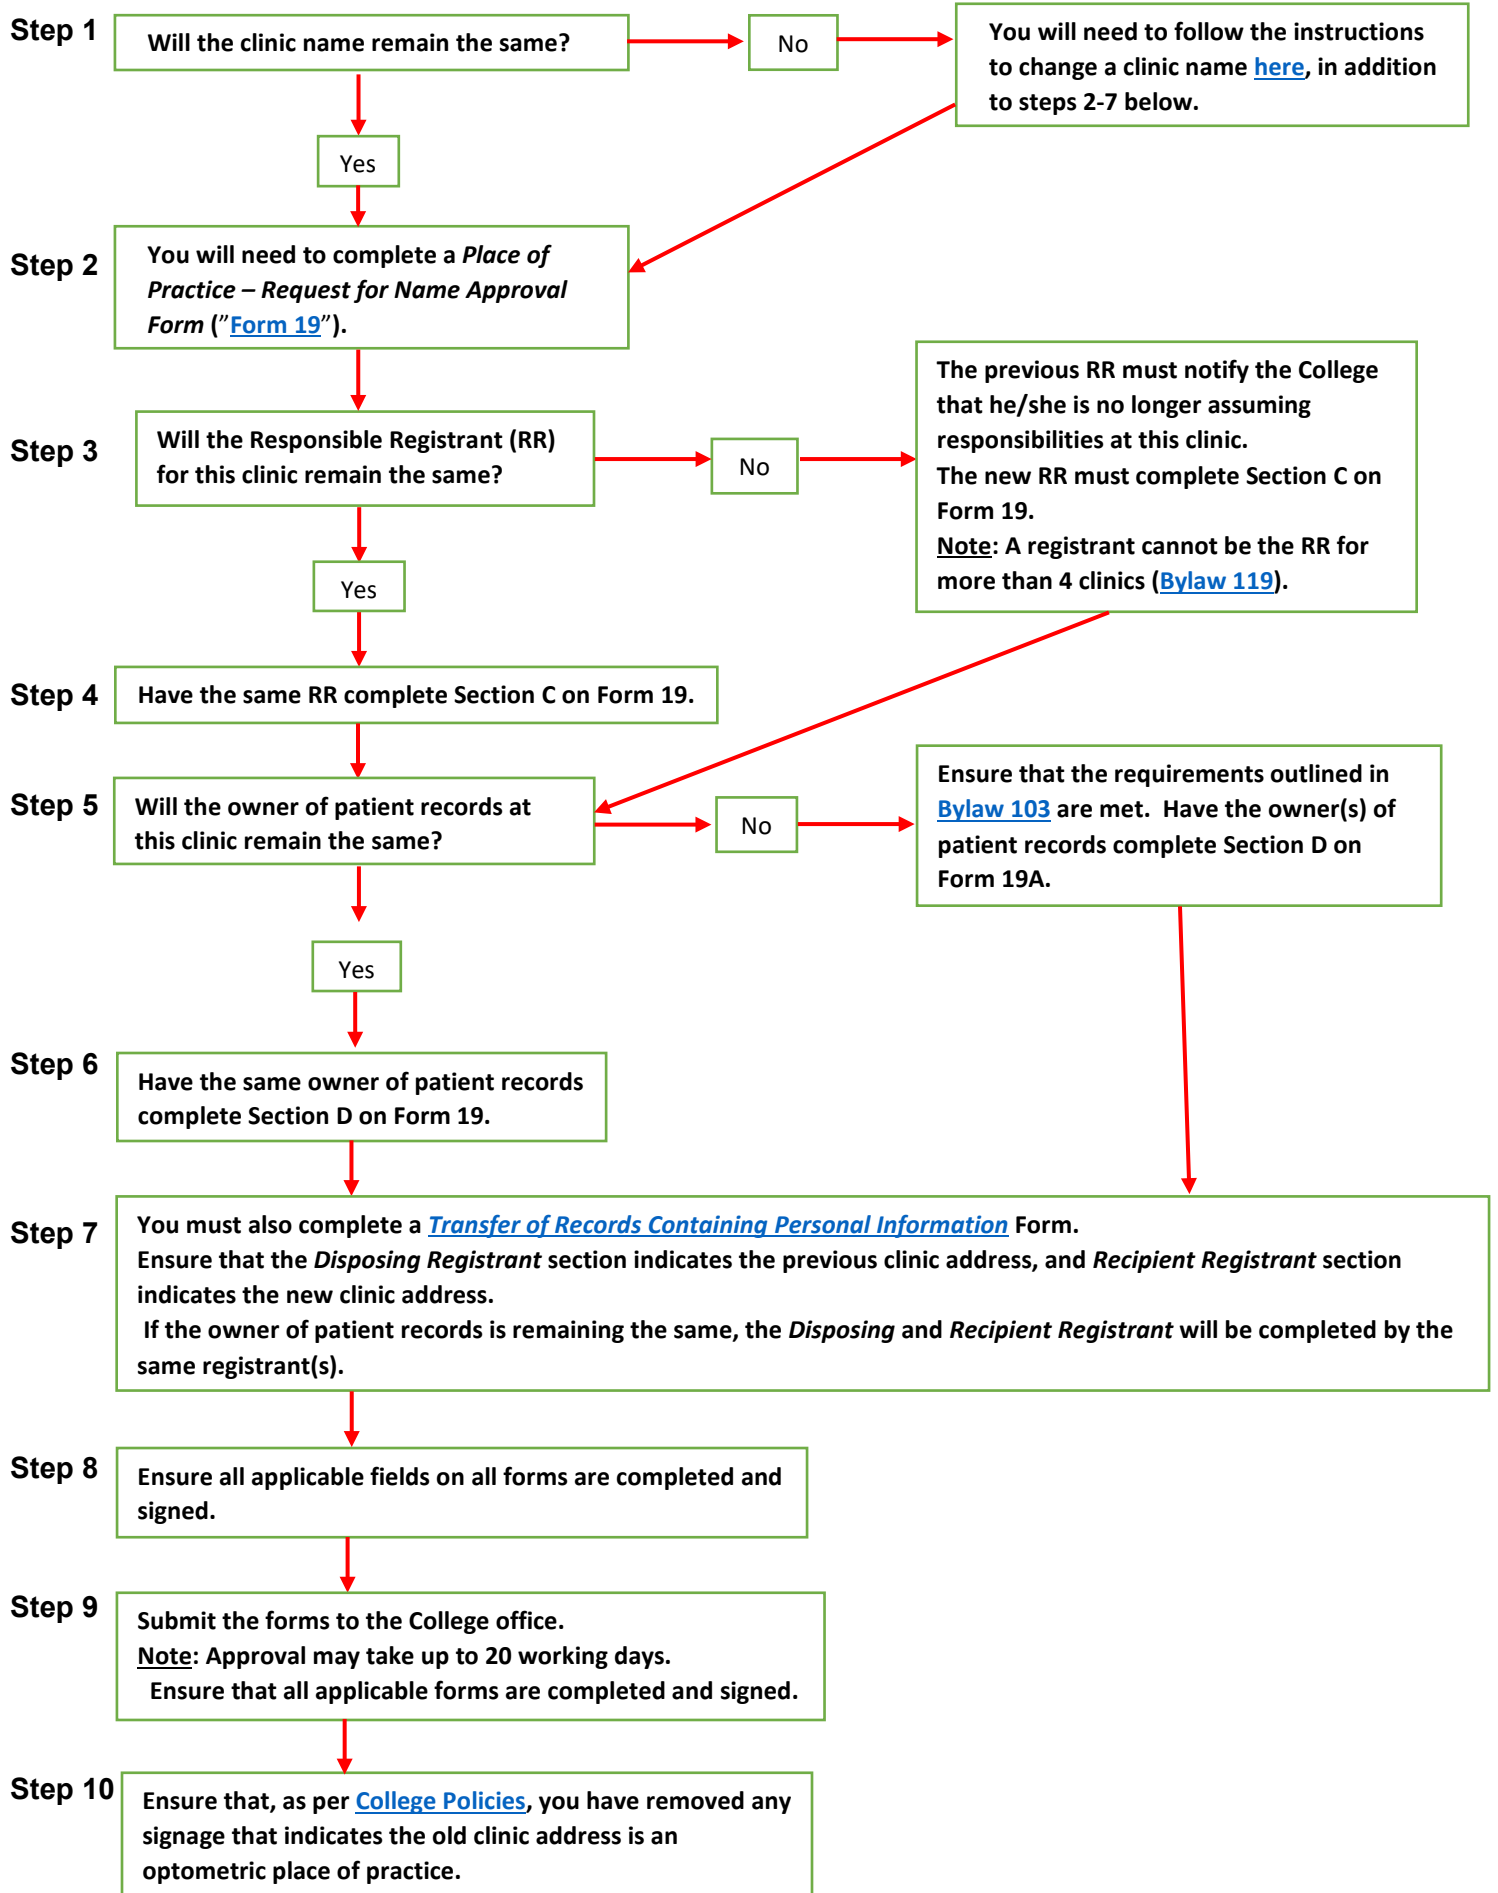 Step 1
Will the clinic name remain the same?
No
You will need to follow the instructions
to change a clinic name here, in addition
to steps 2-7 below.
Yes
Step 2
You will need to complete a Place of
Practice – Request for Name Approval
Form (”Form 19”).
Step 3
Will the Responsible Registrant (RR)
for this clinic remain the same?
No
The previous RR must notify the College
that he/she is no longer assuming
responsibilities at this clinic.
The new RR must complete Section C on
Form 19.
Note: A registrant cannot be the RR for
more than 4 clinics (Bylaw 119).
Yes
Step 4
Have the same RR complete Section C on Form 19.
Step 5
Will the owner of patient records at
this clinic remain the same?
No
Ensure that the requirements outlined in
Bylaw 103 are met.  Have the owner(s) of
patient records complete Section D on
Form 19A.
Yes
Step 6
Have the same owner of patient records
complete Section D on Form 19.
Step 7
You must also complete a Transfer of Records Containing Personal Information Form.
Ensure that the Disposing Registrant section indicates the previous clinic address, and Recipient Registrant section
indicates the new clinic address.
If the owner of patient records is remaining the same, the Disposing and Recipient Registrant will be completed by the
same registrant(s).
Step 8
Ensure all applicable fields on all forms are completed and
signed.
Step 9
Submit the forms to the College office.
Note: Approval may take up to 20 working days.
Ensure that all applicable forms are completed and signed.
Step 10
Ensure that, as per College Policies, you have removed any
signage that indicates the old clinic address is an
optometric place of practice.